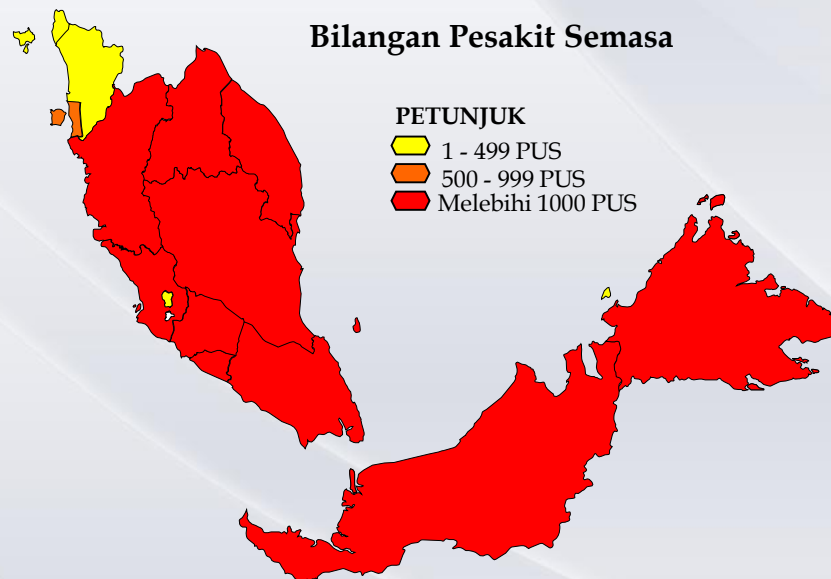 Bilangan Pesakit Semasa
PETUNJUK
1 - 499 PUS
500 - 999 PUS
Melebihi 1000 PUS